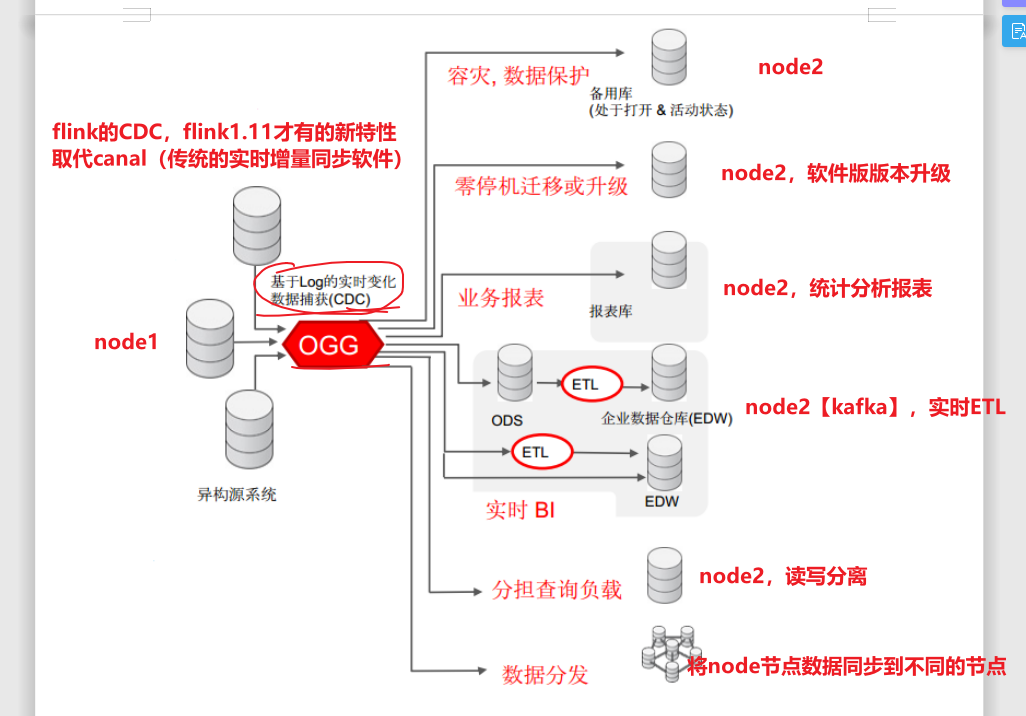 容灾, 数据保护
node2
备用库
(处于打开 & 活动状态)
flink的CDC，flink1.11才有的新特性
取代canal（传统的实时增量同步软件）
零停机迁移或升级
node2，软件版版本升级
基于Log的实时变化
数据捕获(CDC)
业务报表
node2，统计分析报表
报表库
node1
OGG
ETL
ODS
企业数据仓库(EDW)
node2【kafka】，实时ETL
ETL
EDW
异构源系统
实时 BI
分担查询负载
node2，读写分离
数据分发
将node节点数据同步到不同的节点